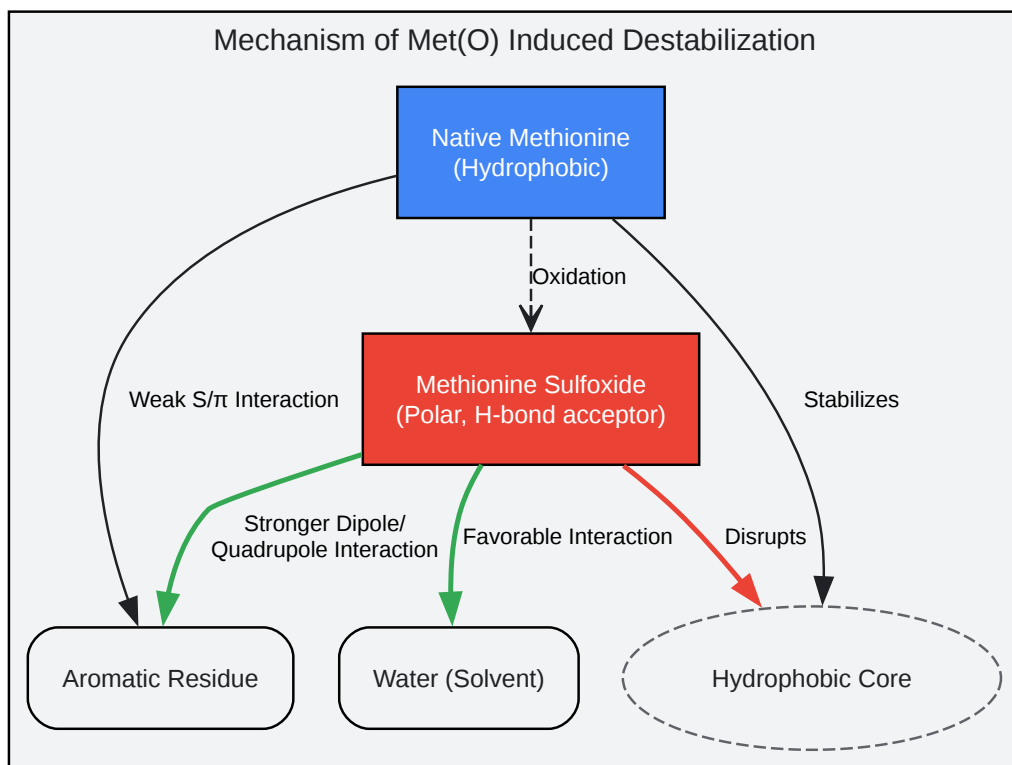 Mechanism of Met(O) Induced Destabilization
Native Methionine
(Hydrophobic)
Oxidation
Methionine Sulfoxide
(Polar, H-bond acceptor)
Weak S/π Interaction
Stabilizes
Stronger Dipole/
Quadrupole Interaction
Favorable Interaction
Disrupts
Aromatic Residue
Water (Solvent)
Hydrophobic Core